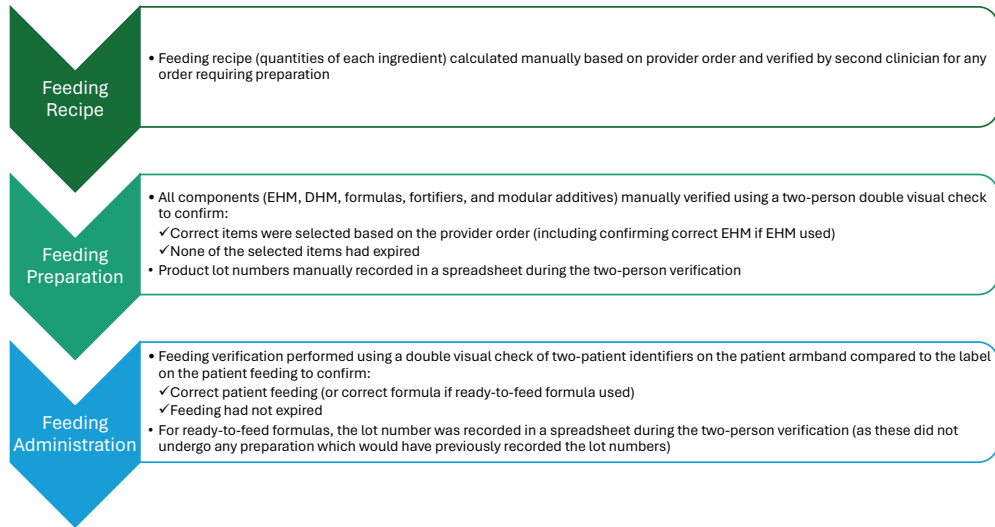 Feeding
Recipe
• Feeding recipe (quantities of each ingredient) calculated manually based on provider order and verified by second clinician for any
order requiring preparation
Feeding
Preparation
• All components (EHM, DHM, formulas, fortifiers, and modular additives) manually verified using a two-person double visual check
to confirm:
✓Correct items were selected based on the provider order (including confirming correct EHM if EHM used)
✓None of the selected items had expired
• Product lot numbers manually recorded in a spreadsheet during the two-person verification
Feeding
Administration
• Feeding verification performed using a double visual check of two-patient identifiers on the patient armband compared to the label
on the patient feeding to confirm:
✓Correct patient feeding (or correct formula if ready-to-feed formula used)
✓Feeding had not expired
• For ready-to-feed formulas, the lot number was recorded in a spreadsheet during the two-person verification (as these did not
undergo any preparation which would have previously recorded the lot numbers)